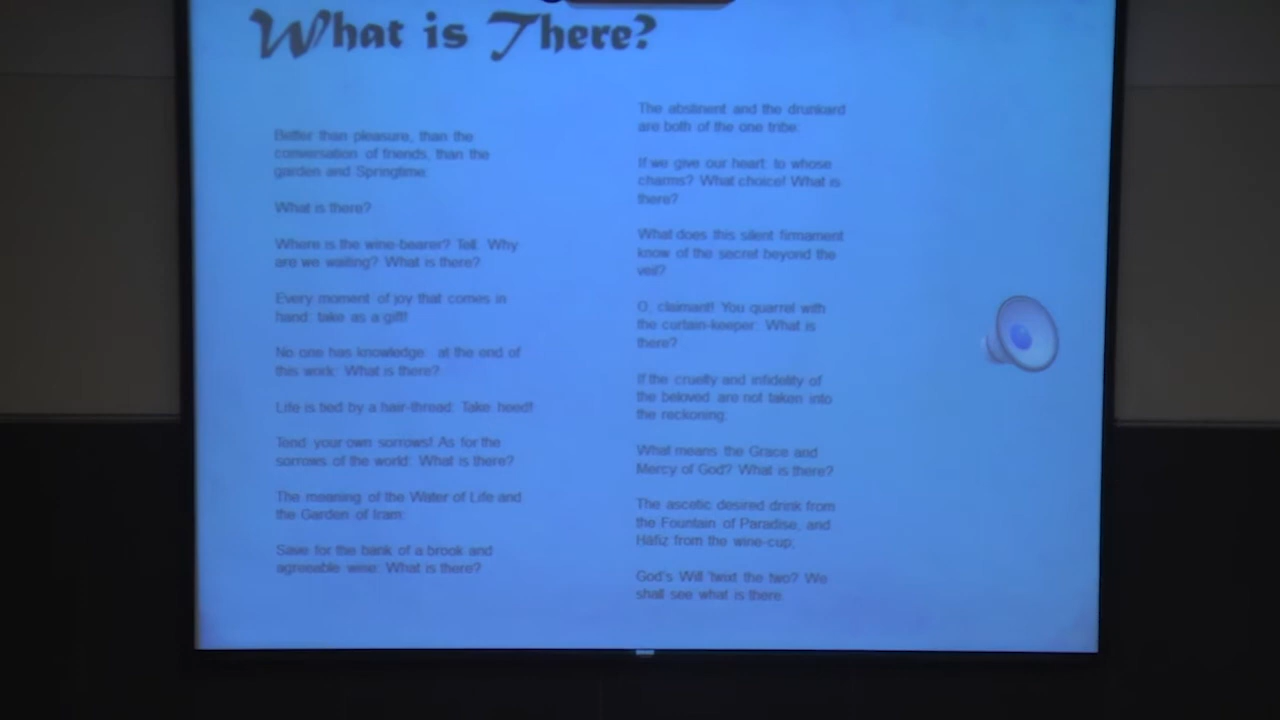 What is There?
Better than pleasure, than the
conversation of friends, than the
garden and Springtime:
What is there?
Where is the wine-bearer? Tell. Why
are we waiting? What is there?
Every moment of joy that comes in
hand: take as a gift!
No one has knowledge: at the end of
this work: What is there?
Life is tied by a hair-thread: Take heed!
Tend your own sorrows! As for the
sorrows of the world: What is there?
The meaning of the Water of Life and
the Garden of Iram:
Save for the bank of a brook and
agreeable wine: What is there?
The abstinent and the drunkard
are both of the one tribe:
If we give our heart: to whose
charms? What choice! What is
there?
What does this silent firmament
know of the secret beyond the
veil?
O, claimant! You quarrel with
the curtain-keeper: What is
there?
If the cruelty and infidelity of
the beloved are not taken into
the reckoning:
What means the Grace and
Mercy of God? What is there?
The ascetic desired drink from
the Fountain of Paradise, and
Hāfiz from the wine-cup;
God's Will 'twixt the two? We
shall see what is there.